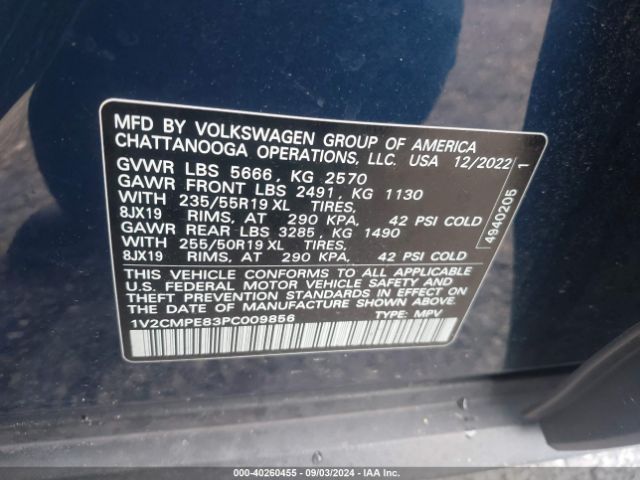 MFD BY VOLKSWAGEN GROUP OF AMERICA
CHATTANOOGA OPERATIONS, LLC. USA 12/2022
GVWR LBS 5666, KG 2570
GAWR FRONT LBS 2491, KG 1130
WITH 235/55R19 XL TIRES,
8JX19 RIMS, AT 290 KPA, 42 PSI COLD
GAWR REAR LBS 3285, KG 1490
WITH 255/50R19 XL TIRES,
8JX19 RIMS, AT 290 KPA, 42 PSI COLD
THIS VEHICLE CONFORMS TO ALL APPLICABLE
U.S. FEDERAL MOTOR VEHICLE SAFETY AND
THEFT PREVENTION STANDARDS IN EFFECT ON
THE DATE OF MANUFACTURE SHOWN ABOVE.
1V2CMPE83PC009856 TYPE: MPV
4940205 1
000-40260455 - 09/03/2024 - IAA Inc.